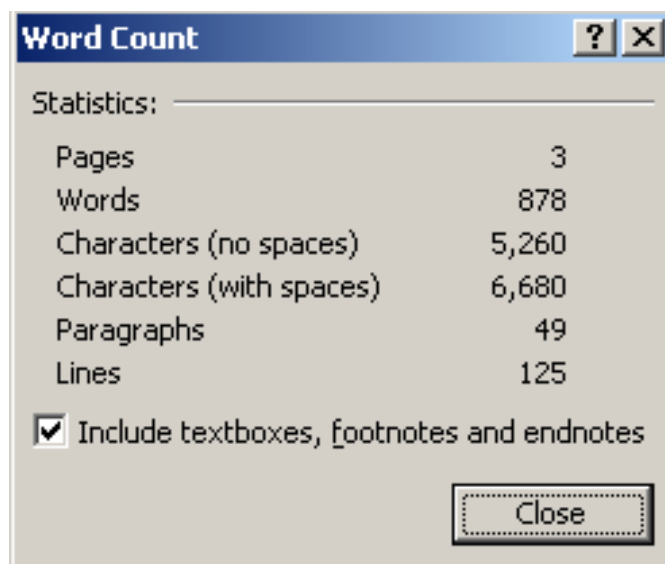 Word Count
Statistics:
Pages 3
Words 878
Characters (no spaces) 5,260
Characters (with spaces) 6,680
Paragraphs 49
Lines 125
Include textboxes, footnotes and endnotes
Close